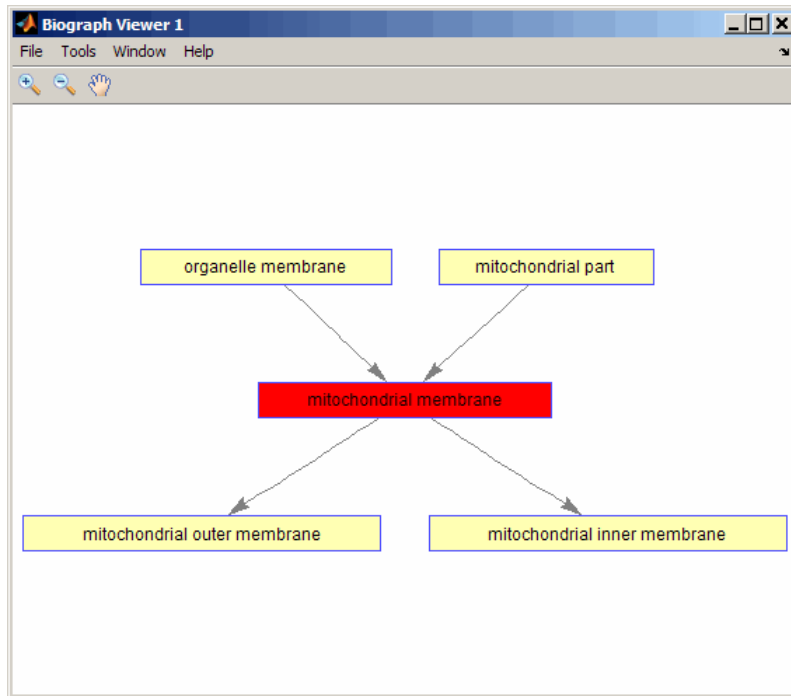 Biograph Viewer 1
File Tools Window Help
organelle membrane
mitochondrial part
mitochondrial membrane
mitochondrial outer membrane
mitochondrial inner membrane